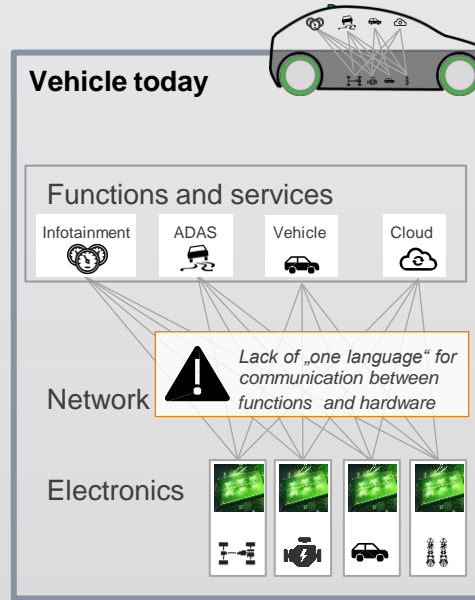 Vehicle today
Functions and services
Infotainment ADAS Vehicle Cloud
Lack of „one language“ for
communication between
functions and hardware
Network
Electronics